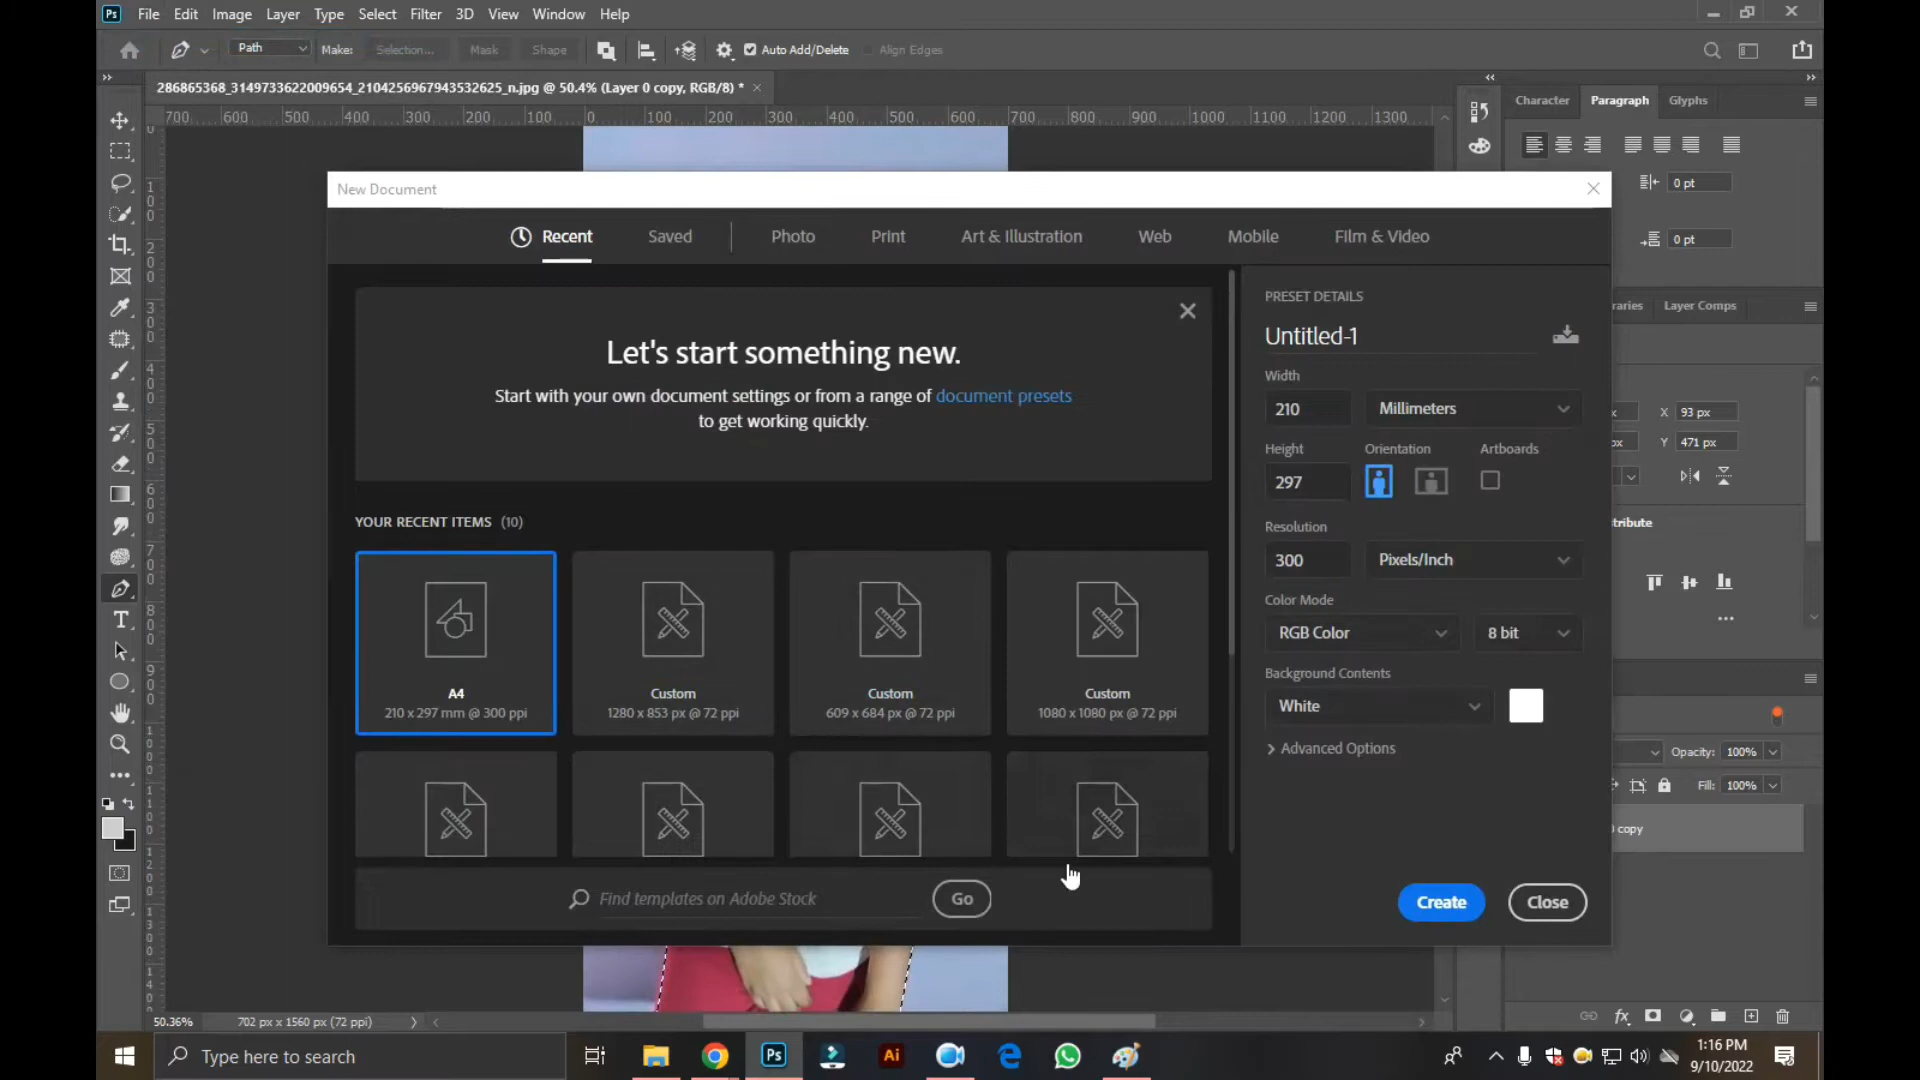 Ps File Edit Image Layer Type Select Filter 3D View Window Help
Path Make: Selection... Mask Shape Auto Add/Delete Align Edges
286865368_3149733622009654_2104256967943532625_n.jpg @ 50.4% (Layer 0 copy, RGB/8) *
Character Paragraph Glyphs
700 600 500 400 300 200 100 0 100 200 300 400 500 600 700 800 900 1000 1100 1200 1300
0 pt
0 pt
New Document
Recent Saved Photo Print Art & Illustration Web Mobile Film & Video
Let's start something new.
Start with your own document settings or from a range of document presets
to get working quickly.
YOUR RECENT ITEMS (10)
A4
210 x 297 mm @ 300 ppi
Custom
1280 x 853 px @ 72 ppi
Custom
609 x 684 px @ 72 ppi
Custom
1080 x 1080 px @ 72 ppi
Find templates on Adobe Stock Go
PRESET DETAILS
Untitled-1
Width
210 Millimeters
Height Orientation Artboards
297
Resolution
300 Pixels/Inch
Color Mode
RGB Color 8 bit
Background Contents
White
Advanced Options
Create Close
raries Layer Comps
x X 93 px
px Y 471 px
tribute
Opacity: 100%
Fill: 100%
copy
50.36% 702 px x 1560 px (72 ppi)
Type here to search
Ps Ai
1:16 PM
9/10/2022